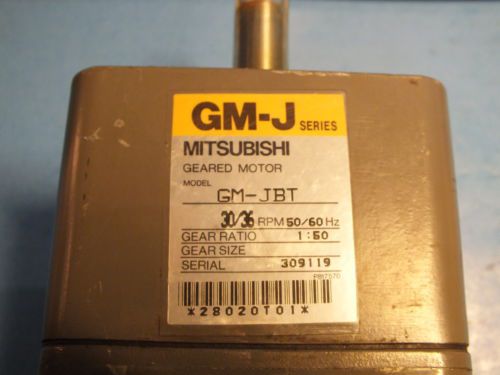 GM-J SERIES
MITSUBISHI
GEARED MOTOR
MODEL
GM-JBT
30/36 RPM 50/60 Hz
GEAR RATIO 1:50
GEAR SIZE
SERIAL 309119
*28020T01*